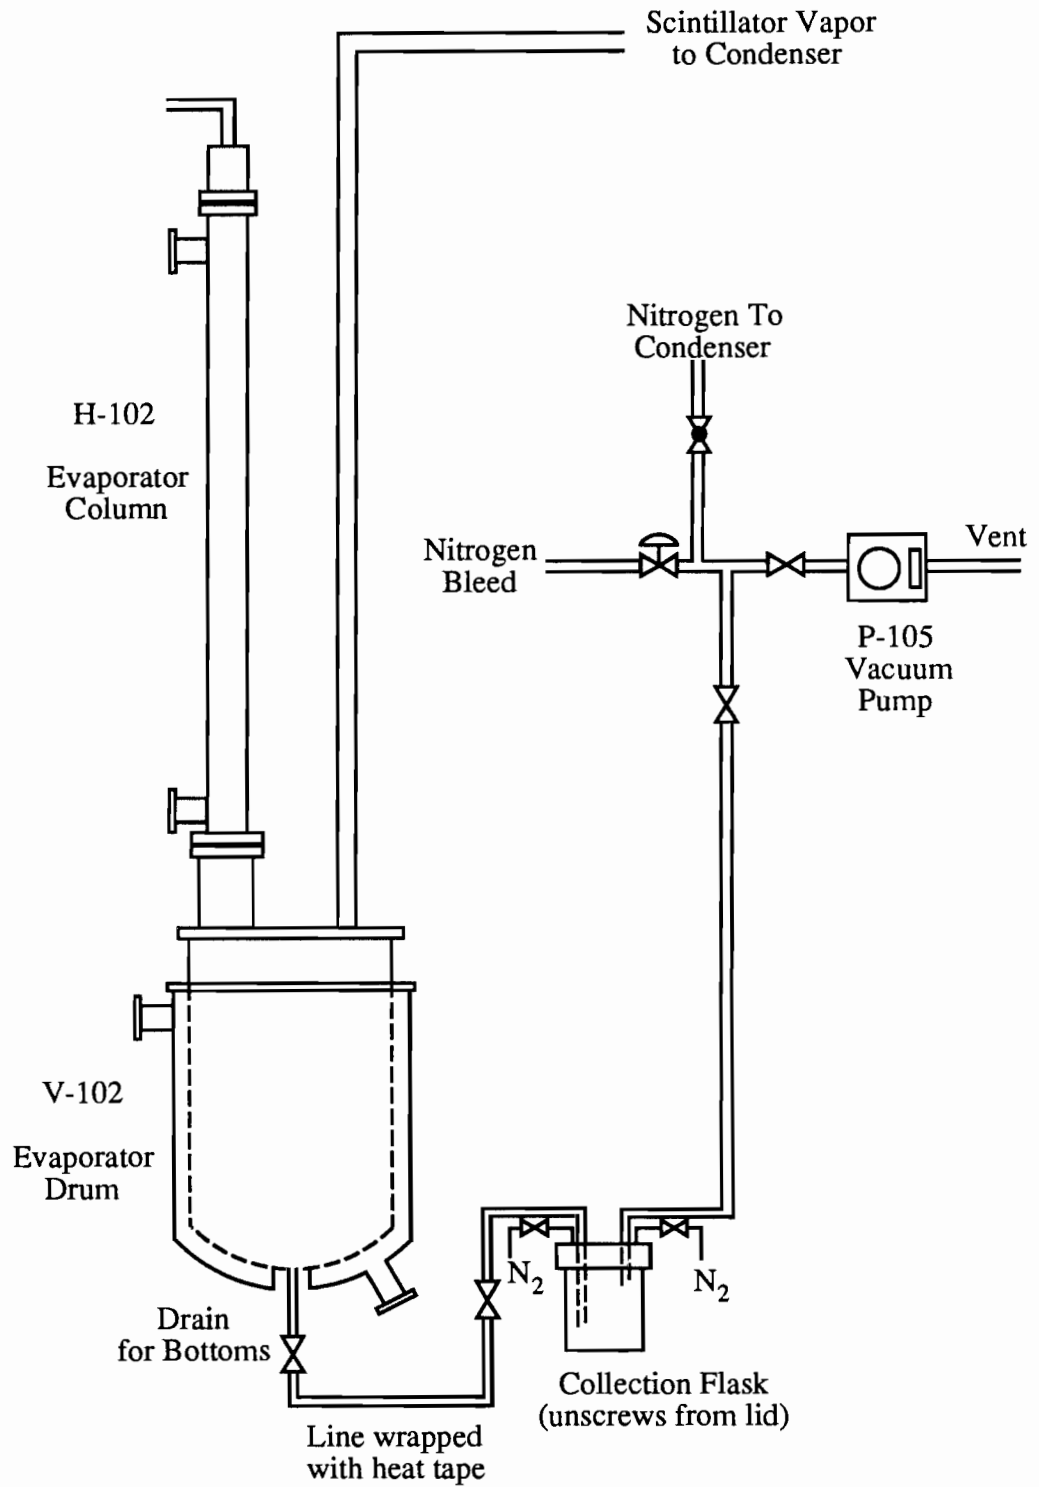 Scintillator Vapor
to Condenser
Nitrogen To
Condenser
H-102
Evaporator
Column
Nitrogen
Bleed
Vent
P-105
Vacuum
Pump
V-102
Evaporator
Drum
N2
N2
Drain
for Bottoms
Collection Flask
(unscrews from lid)
Line wrapped
with heat tape